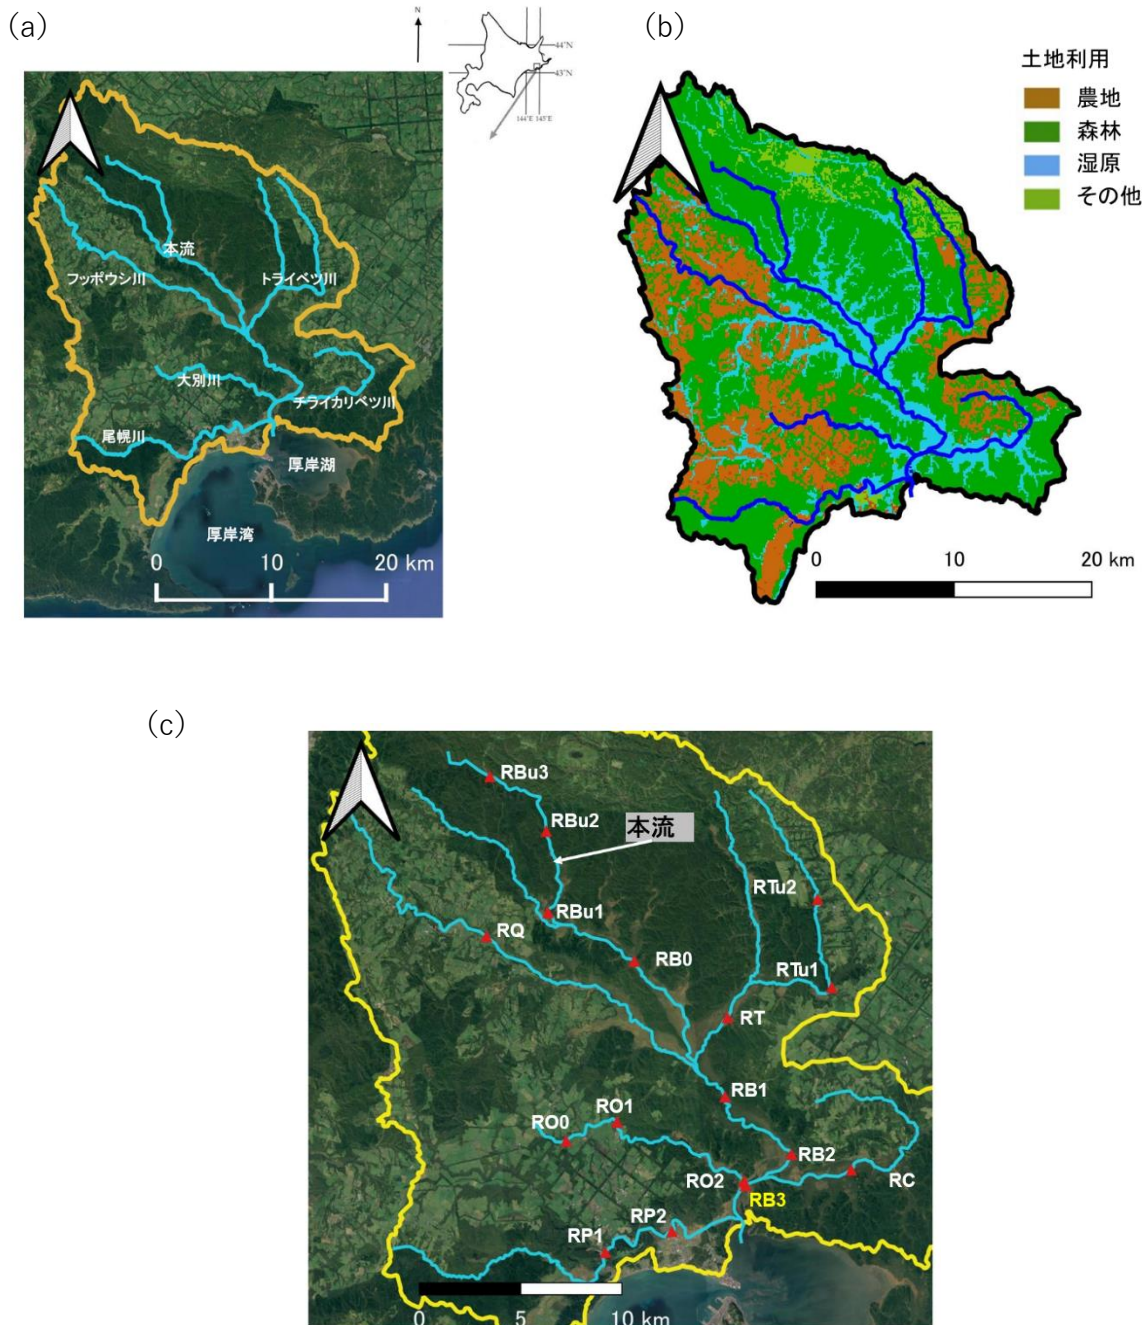 (a)
N
44°N
43°N
144°E 145°E
本流
フッポウシ川
トライベツ川
大別川
チライカリベツ川
尾幌川
厚岸湖
厚岸湾
0 10 20 km
(b)
土地利用
農地
森林
湿原
その他
0 10 20 km
(c)
RBu3
RBu2
本流
RTu2
RBu1
RQ
RB0
RTu1
RT
RB1
RO1
RO0
RB2
RC
RO2
RB3
RP2
RP1
0 5 10 km